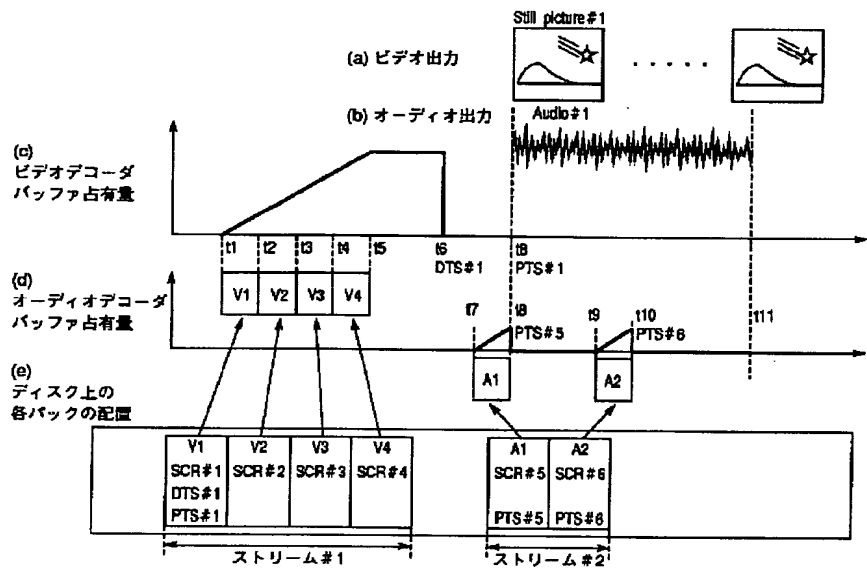 Still picture#1
(a) ビデオ出力
(b) オーディオ出力
Audio#1
(c)
ビデオデコーダ
バッファ占有量
t1 t2 t3 t4 t5 t6 t8
DTS#1 PTS#1
(d)
オーディオデコーダ
バッファ占有量
V1 V2 V3 V4
t7 t8 t9 t10 t11
PTS#5 PTS#6
A1 A2
(e)
ディスク上の
各パックの配置
V1 V2 V3 V4 A1 A2
SCR#1 SCR#2 SCR#3 SCR#4 SCR#5 SCR#6
DTS#1
PTS#1 PTS#5 PTS#6
ストリーム#1 ストリーム#2